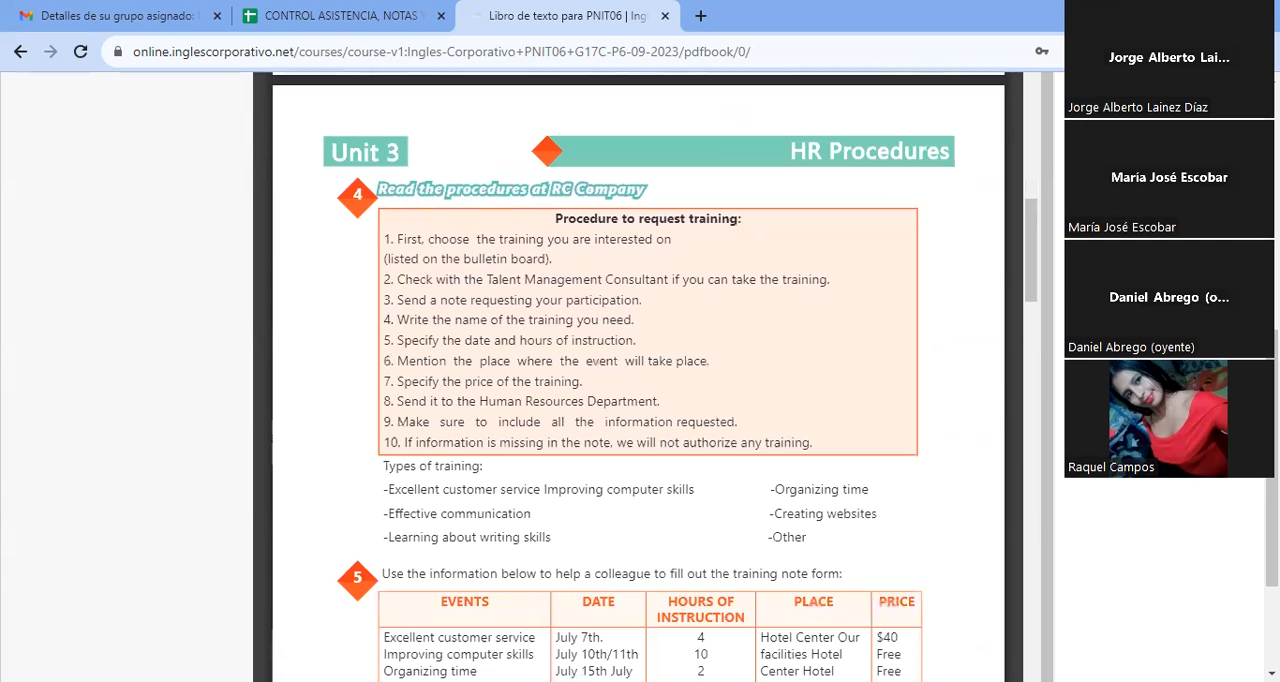 Detalles de su grupo asignado:
CONTROL ASISTENCIA, NOTAS Y
Libro de texto para PNIT06 | Ing
online.inglescorporativo.net/courses/course-v1:Ingles-Corporativo+PNIT06+G17C-P6-09-2023/pdfbook/0/
Unit 3
HR Procedures
4
Read the procedures at RC Company
Procedure to request training:
1. First, choose the training you are interested on
(listed on the bulletin board).
2. Check with the Talent Management Consultant if you can take the training.
3. Send a note requesting your participation.
4. Write the name of the training you need.
5. Specify the date and hours of instruction.
6. Mention the place where the event will take place.
7. Specify the price of the training.
8. Send it to the Human Resources Department.
9. Make sure to include all the information requested.
10. If information is missing in the note, we will not authorize any training.
Types of training:
-Excellent customer service Improving computer skills -Organizing time
-Effective communication -Creating websites
-Learning about writing skills -Other
5
Use the information below to help a colleague to fill out the training note form:
EVENTS DATE HOURS OF PLACE PRICE
INSTRUCTION
Excellent customer service July 7th. 4 Hotel Center Our $40
Improving computer skills July 10th/11th 10 facilities Hotel Free
Organizing time July 15th July 2 Center Hotel Free
Jorge Alberto Lai...
Jorge Alberto Lainez Díaz
María José Escobar
María José Escobar
Daniel Abrego (o...
Daniel Abrego (oyente)
Raquel Campos